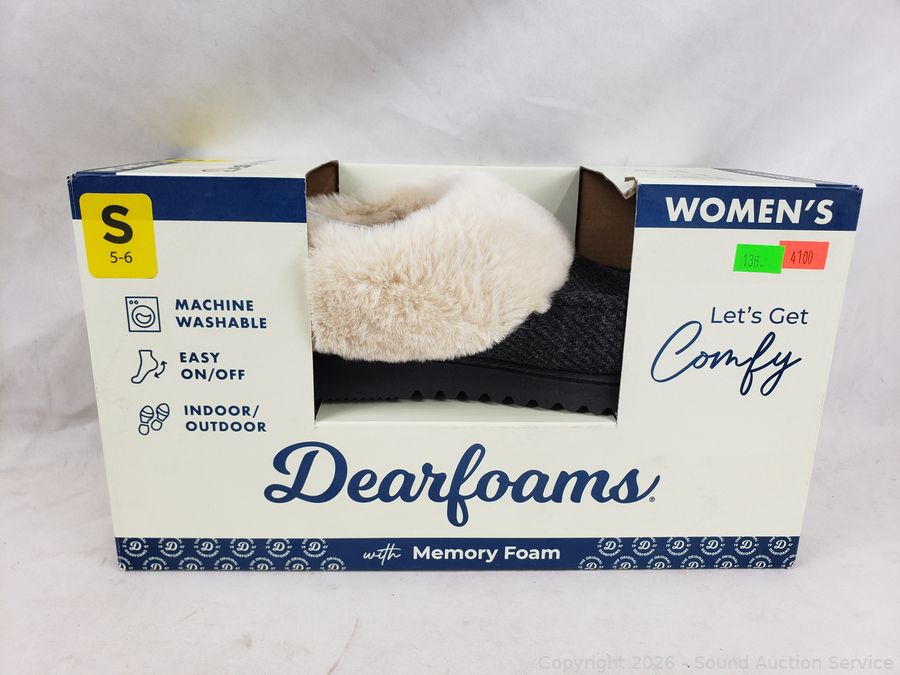 S
5-6
WOMEN'S
138.
4100
MACHINE
WASHABLE
EASY
ON/OFF
INDOOR/
OUTDOOR
Let's Get
Comfy
Dearfoams®
with Memory Foam
Copyright 2026 - Sound Auction Service